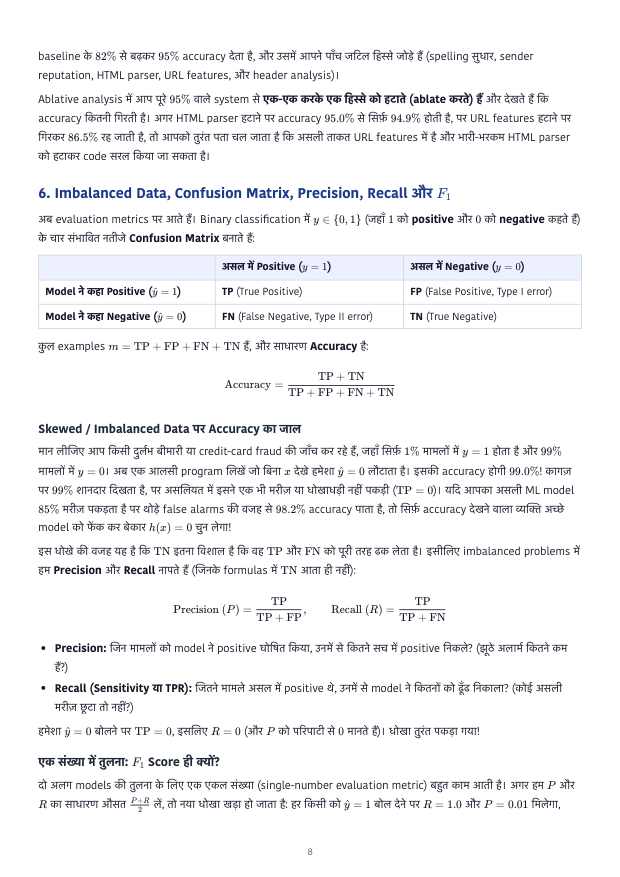 baseline के 82% से बढ़कर 95% accuracy देता है, और उसमें आपने पाँच जटिल हिस्से जोड़े हैं (spelling सुधार, sender
reputation, HTML parser, URL features, और header analysis)।
Ablative analysis में आप पूरे 95% वाले system से एक-एक करके एक हिस्से को हटाते (ablate करते) हैं और देखते हैं कि
accuracy कितनी गिरती है। अगर HTML parser हटाने पर accuracy 95.0% से सिर्फ़ 94.9% होती है, पर URL features हटाने पर
गिरकर 86.5% रह जाती है, तो आपको तुरंत पता चल जाता है कि असली ताकत URL features में है और भारी-भरकम HTML parser
को हटाकर code सरल किया जा सकता है।
6. Imbalanced Data, Confusion Matrix, Precision, Recall और F₁
अब evaluation metrics पर आते हैं। Binary classification में y ∈ {0, 1} (जहाँ 1 को positive और 0 को negative कहते हैं)
के चार संभावित नतीजे Confusion Matrix बनाते हैं:
असल में Positive (y = 1) असल में Negative (y = 0)
Model ने कहा Positive (ŷ = 1) TP (True Positive) FP (False Positive, Type I error)
Model ने कहा Negative (ŷ = 0) FN (False Negative, Type II error) TN (True Negative)
कुल examples m = TP + FP + FN + TN हैं, और साधारण Accuracy है:
Accuracy = (TP + TN) / (TP + FP + FN + TN)
Skewed / Imbalanced Data पर Accuracy का जाल
मान लीजिए आप किसी दुर्लभ बीमारी या credit-card fraud की जाँच कर रहे हैं, जहाँ सिर्फ़ 1% मामलों में y = 1 होता है और 99%
मामलों में y = 0। अब एक आलसी program लिखें जो बिना x देखे हमेशा ŷ = 0 लौटाता है। इसकी accuracy होगी 99.0%! कागज़
पर 99% शानदार दिखता है, पर असलियत में इसने एक भी मरीज़ या धोखाधड़ी नहीं पकड़ी (TP = 0)। यदि आपका असली ML model
85% मरीज़ पकड़ता है पर थोड़े false alarms की वजह से 98.2% accuracy पाता है, तो सिर्फ़ accuracy देखने वाला व्यक्ति अच्छे
model को फेंक कर बेकार h(x) = 0 चुन लेगा!
इस धोखे की वजह यह है कि TN इतना विशाल है कि वह TP और FN को पूरी तरह ढक लेता है। इसीलिए imbalanced problems में
हम Precision और Recall नापते हैं (जिनके formulas में TN आता ही नहीं):
Precision (P) = TP / (TP + FP), Recall (R) = TP / (TP + FN)
• Precision: जिन मामलों को model ने positive घोषित किया, उनमें से कितने सच में positive निकले? (झूठे अलार्म कितने कम
हैं?)
• Recall (Sensitivity या TPR): जितने मामले असल में positive थे, उनमें से model ने कितनों को ढूँढ निकाला? (कोई असली
मरीज़ छूटा तो नहीं?)
हमेशा ŷ = 0 बोलने पर TP = 0, इसलिए R = 0 (और P को परिपाटी से 0 मानते हैं)। धोखा तुरंत पकड़ा गया!
एक संख्या में तुलना: F₁ Score ही क्यों?
दो अलग models की तुलना के लिए एक एकल संख्या (single-number evaluation metric) बहुत काम आती है। अगर हम P और
R का साधारण औसत (P+R)/2 लें, तो नया धोखा खड़ा हो जाता है: हर किसी को ŷ = 1 बोल देने पर R = 1.0 और P = 0.01 मिलेगा,
8